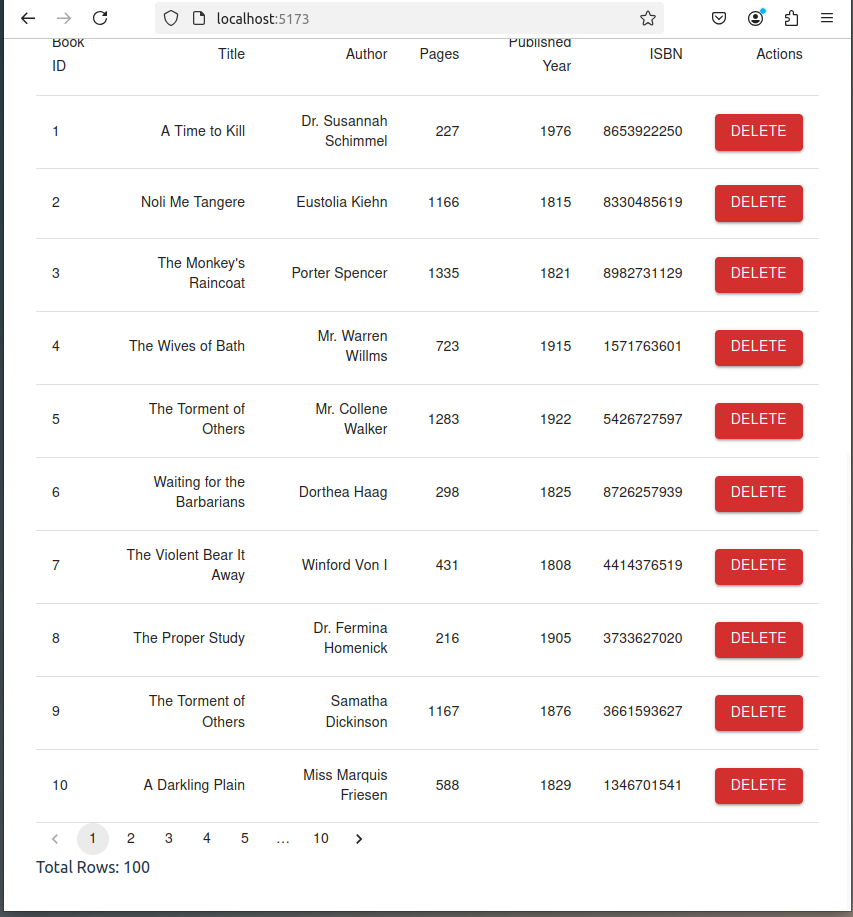 localhost:5173
Book ID Title Author Pages Published Year ISBN Actions
1 A Time to Kill Dr. Susannah Schimmel 227 1976 8653922250 DELETE
2 Noli Me Tangere Eustolia Kiehn 1166 1815 8330485619 DELETE
3 The Monkey's Raincoat Porter Spencer 1335 1821 8982731129 DELETE
4 The Wives of Bath Mr. Warren Willms 723 1915 1571763601 DELETE
5 The Torment of Others Mr. Collene Walker 1283 1922 5426727597 DELETE
6 Waiting for the Barbarians Dorthea Haag 298 1825 8726257939 DELETE
7 The Violent Bear It Away Winford Von I 431 1808 4414376519 DELETE
8 The Proper Study Dr. Fermina Homenick 216 1905 3733627020 DELETE
9 The Torment of Others Samatha Dickinson 1167 1876 3661593627 DELETE
10 A Darkling Plain Miss Marquis Friesen 588 1829 1346701541 DELETE
1 2 3 4 5 … 10
Total Rows: 100